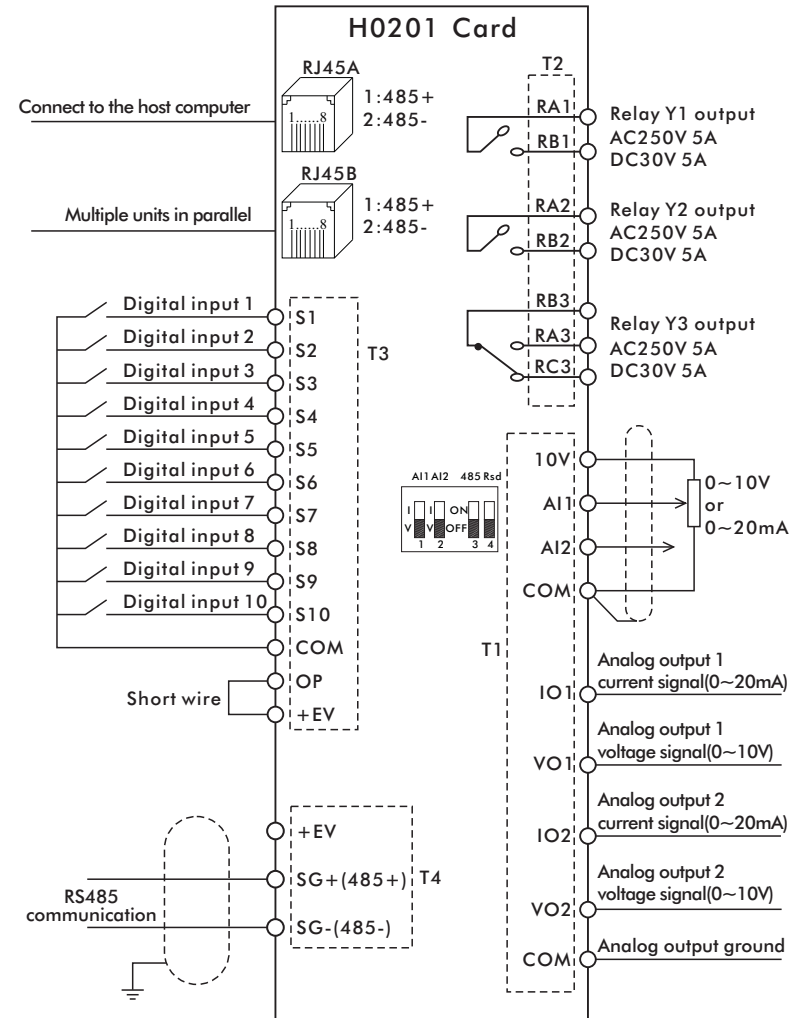 H0201 Card
RJ45A
Connect to the host computer
1:485+
2:485-
1......8
RJ45B
Multiple units in parallel
1:485+
2:485-
1......8
T2
RA1
RB1
Relay Y1 output
AC250V 5A
DC30V 5A
RA2
RB2
Relay Y2 output
AC250V 5A
DC30V 5A
RB3
RA3
RC3
Relay Y3 output
AC250V 5A
DC30V 5A
Digital input 1
S1
Digital input 2
S2
T3
Digital input 3
S3
Digital input 4
S4
Digital input 5
S5
Digital input 6
S6
Digital input 7
S7
Digital input 8
S8
Digital input 9
S9
Digital input 10
S10
COM
OP
Short wire
+EV
AI1 AI2 485 Rsd
I I ON
V V OFF
1 2 3 4
10V
AI1
AI2
COM
0~10V
or
0~20mA
T1
Analog output 1
current signal(0~20mA)
IO1
Analog output 1
voltage signal(0~10V)
VO1
Analog output 2
current signal(0~20mA)
IO2
Analog output 2
voltage signal(0~10V)
VO2
Analog output ground
COM
+EV
SG+(485+)
T4
RS485
communication
SG-(485-)